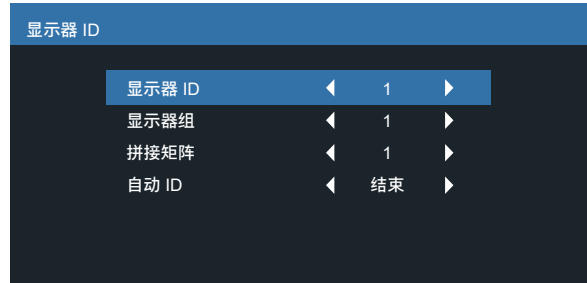 显示器 ID
显示器 ID 1
显示器组 1
拼接矩阵 1
自动 ID 结束